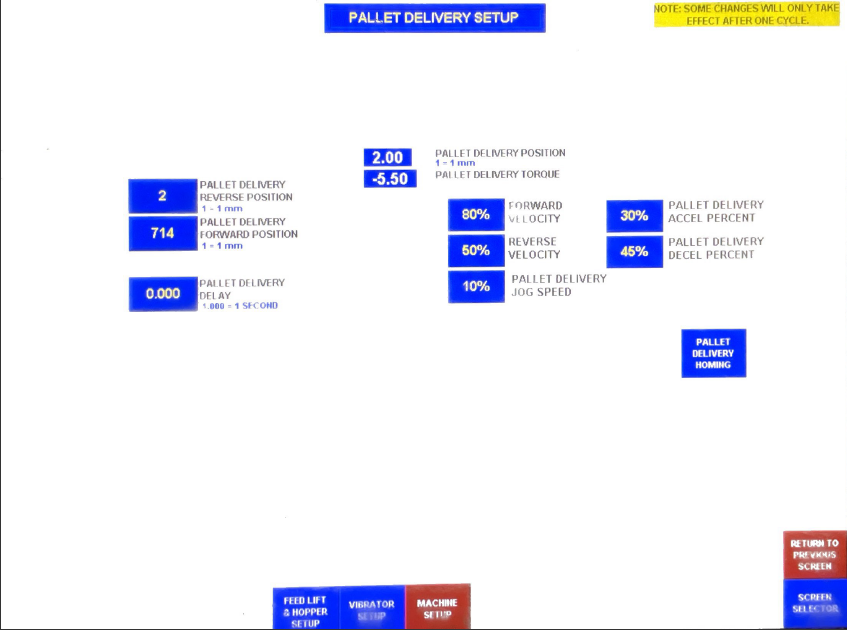 PALLET DELIVERY SETUP
NOTE: SOME CHANGES WILL ONLY TAKE
EFFECT AFTER ONE CYCLE.
2.00
PALLET DELIVERY POSITION
1 = 1 mm
-5.50
PALLET DELIVERY TORQUE
2
PALLET DELIVERY
REVERSE POSITION
1 = 1 mm
714
PALLET DELIVERY
FORWARD POSITION
1 = 1 mm
0.000
PALLET DELIVERY
DELAY
1.000 = 1 SECOND
80%
FORWARD
VELOCITY
50%
REVERSE
VELOCITY
10%
PALLET DELIVERY
JOG SPEED
30%
PALLET DELIVERY
ACCEL PERCENT
45%
PALLET DELIVERY
DECEL PERCENT
PALLET
DELIVERY
HOMING
RETURN TO
PREVIOUS
SCREEN
SCREEN
SELECTOR
FEED LIFT
& HOPPER
SETUP
VIBRATOR
SETUP
MACHINE
SETUP